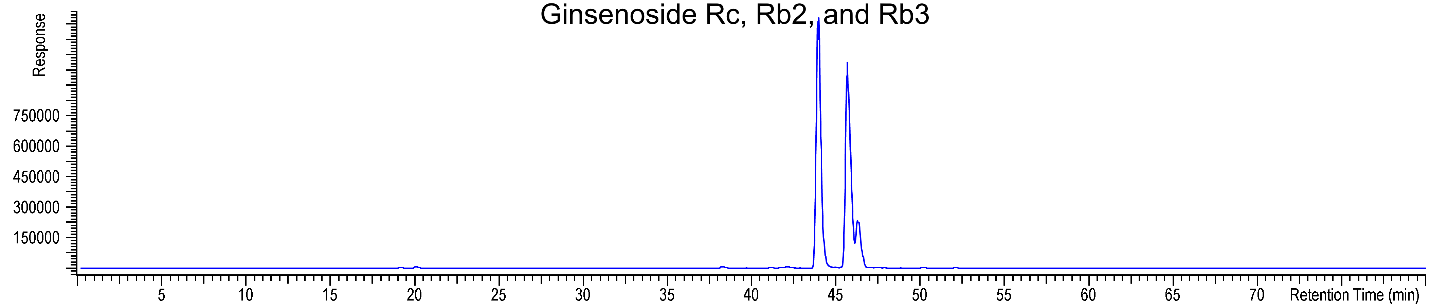 Ginsenoside Rc, Rb2, and Rb3
Response
750000
600000
450000
300000
150000
5 10 15 20 25 30 35 40 45 50 55 60 65 70 Retention Time (min)